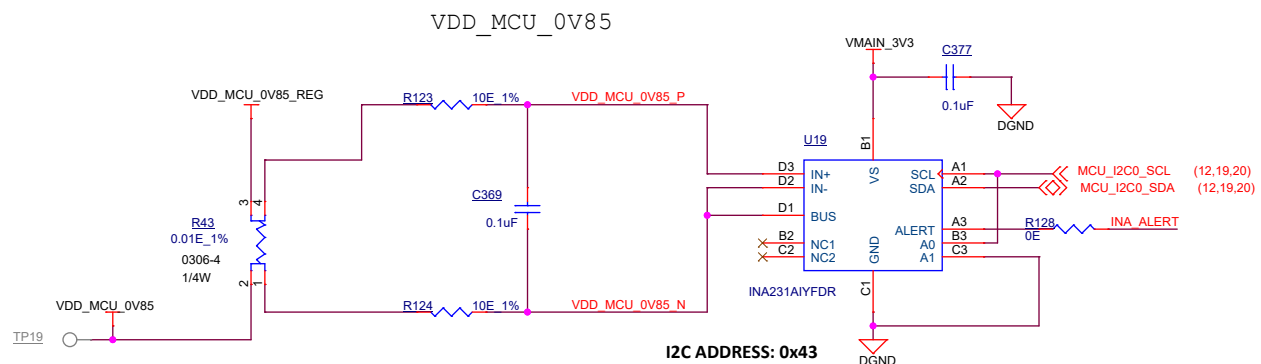 VDD_MCU_0V85
VMAIN_3V3
C377
0.1uF
DGND
VDD_MCU_0V85_REG
R123
10E_1%
VDD_MCU_0V85_P
U19
B1
D3
IN+
VS
SCL
A1
MCU_I2C0_SCL
(12,19,20)
D2
IN-
SDA
A2
MCU_I2C0_SDA
(12,19,20)
3
4
C369
0.1uF
D1
BUS
R43
0.01E_1%
0306-4
1/4W
ALERT
A3
R128
0E
INA_ALERT
B2
NC1
A0
B3
C2
NC2
GND
A1
C3
2
1
C1
INA231AIYFDR
VDD_MCU_0V85
R124
10E_1%
VDD_MCU_0V85_N
TP19
I2C ADDRESS: 0x43
DGND